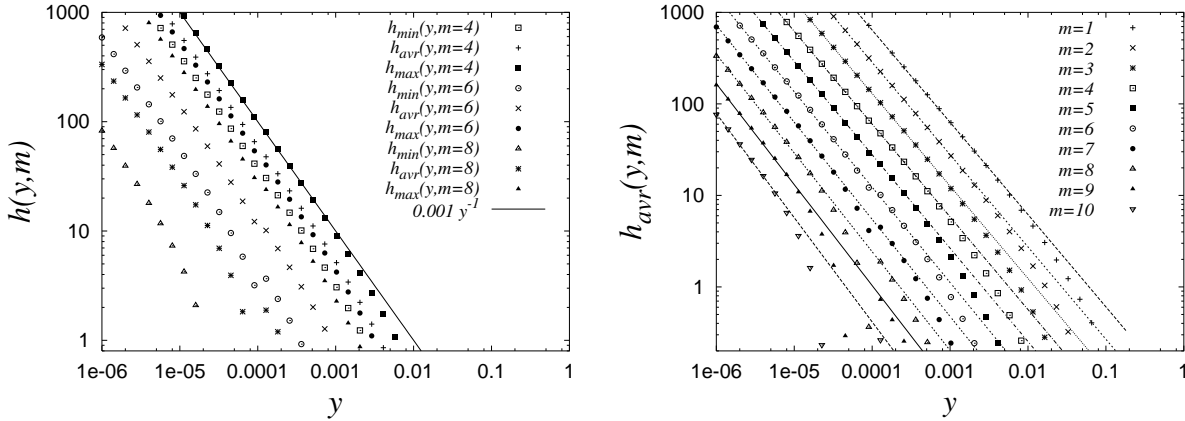 1000
100
10
1
1e-06 1e-05 0.0001 0.001 0.01 0.1 1
h(y,m)
y
h_min(y,m=4)
h_avr(y,m=4)
h_max(y,m=4)
h_min(y,m=6)
h_avr(y,m=6)
h_max(y,m=6)
h_min(y,m=8)
h_avr(y,m=8)
h_max(y,m=8)
0.001 y^-1
1000
100
10
1
1e-06 1e-05 0.0001 0.001 0.01 0.1 1
h_avr(y,m)
y
m=1
m=2
m=3
m=4
m=5
m=6
m=7
m=8
m=9
m=10